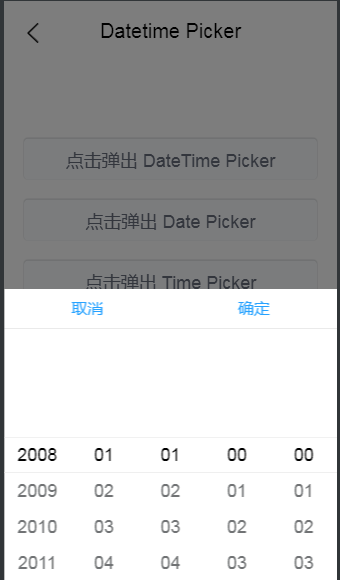 Datetime Picker
点击弹出 DateTime Picker
点击弹出 Date Picker
点击弹出 Time Picker
取消 确定
2008 01 01 00 00
2009 02 02 01 01
2010 03 03 02 02
2011 04 04 03 03